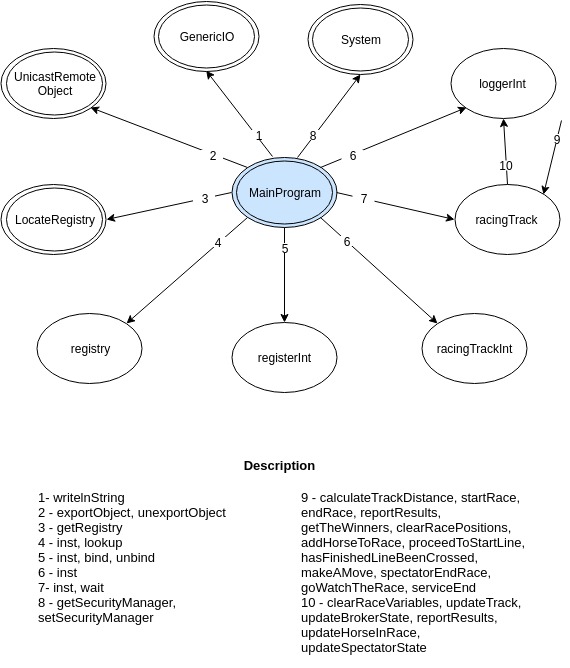 GenericIO
System
UnicastRemote
Object
loggerInt
1
8
9
2
6
10
MainProgram
LocateRegistry
3
7
racingTrack
4
5
6
registry
registerInt
racingTrackInt
Description
1- writelnString
2 - exportObject, unexportObject
3 - getRegistry
4 - inst, lookup
5 - inst, bind, unbind
6 - inst
7- inst, wait
8 - getSecurityManager,
setSecurityManager
9 - calculateTrackDistance, startRace,
endRace, reportResults,
getTheWinners, clearRacePositions,
addHorseToRace, proceedToStartLine,
hasFinishedLineBeenCrossed,
makeAMove, spectatorEndRace,
goWatchTheRace, serviceEnd
10 - clearRaceVariables, updateTrack,
updateBrokerState, reportResults,
updateHorseInRace,
updateSpectatorState